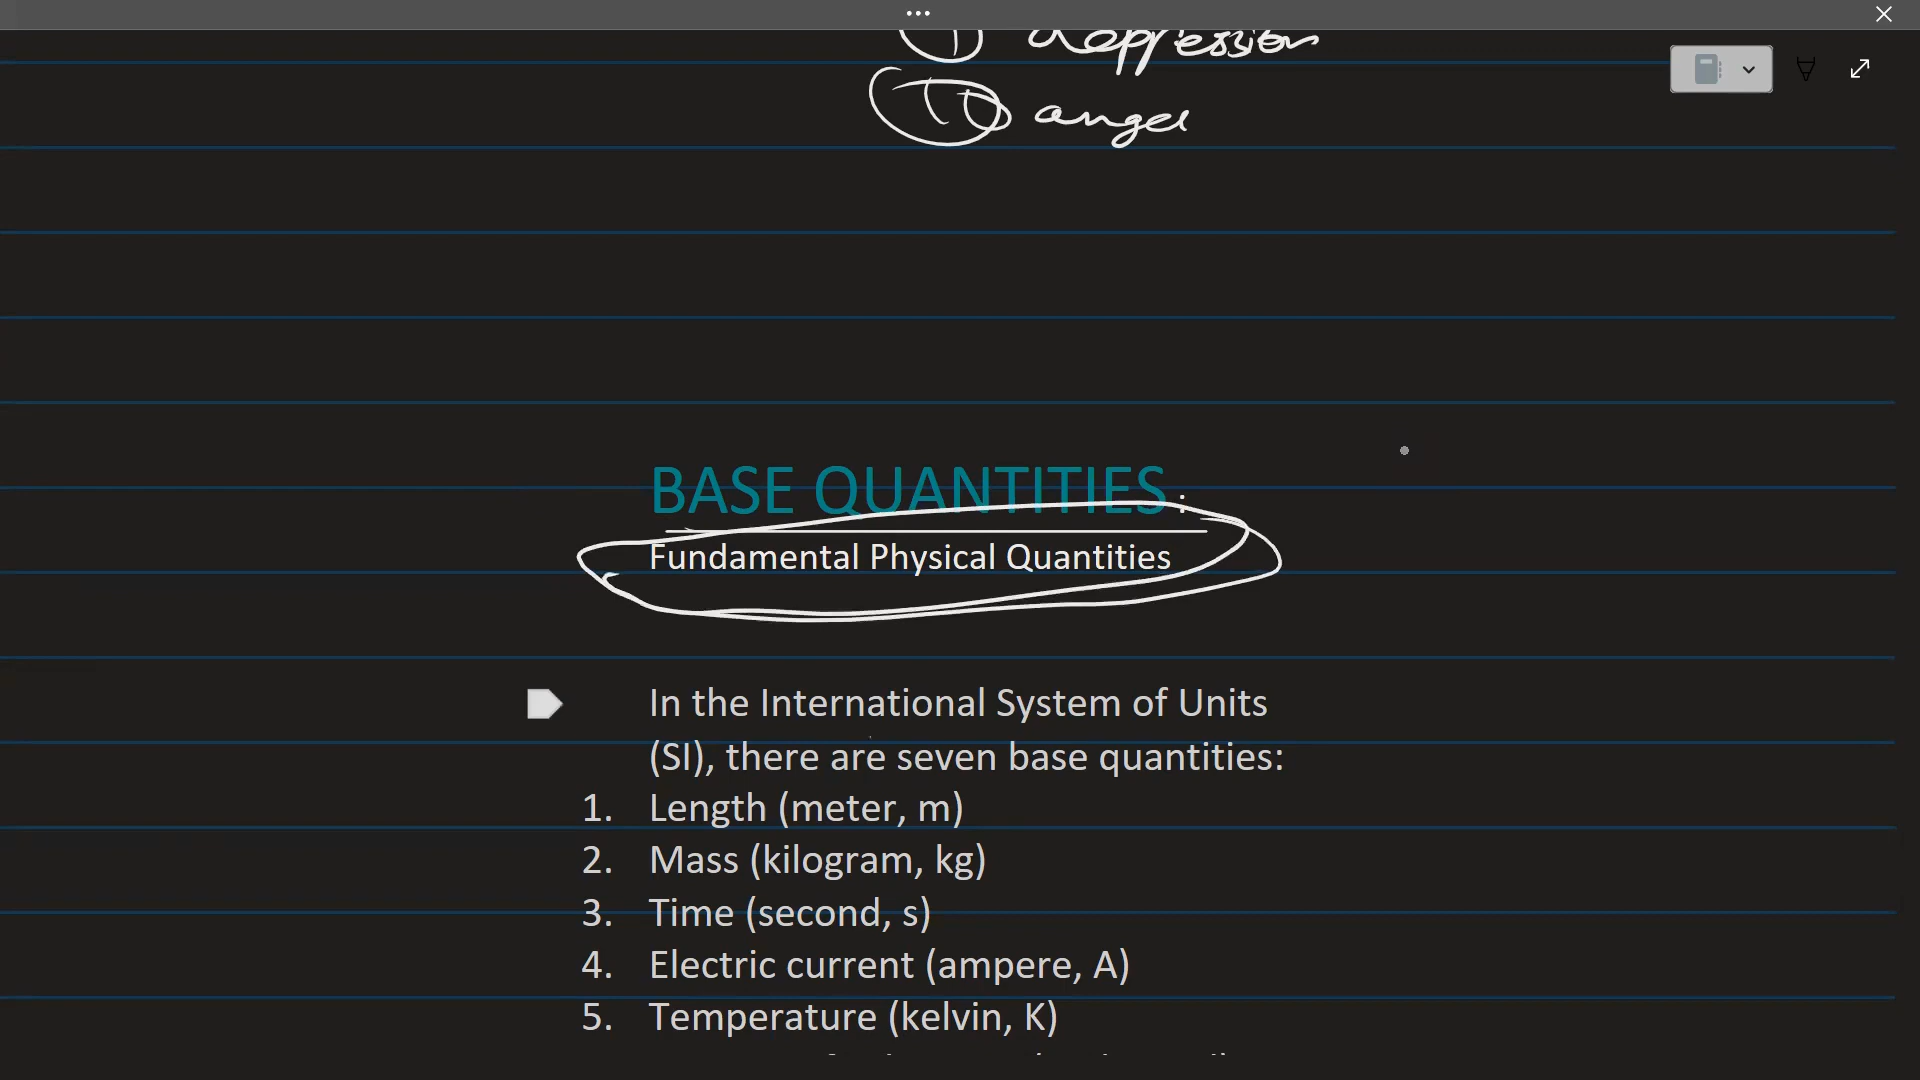 depression
anger
BASE QUANTITIES :
Fundamental Physical Quantities
In the International System of Units
(SI), there are seven base quantities:
1. Length (meter, m)
2. Mass (kilogram, kg)
3. Time (second, s)
4. Electric current (ampere, A)
5. Temperature (kelvin, K)